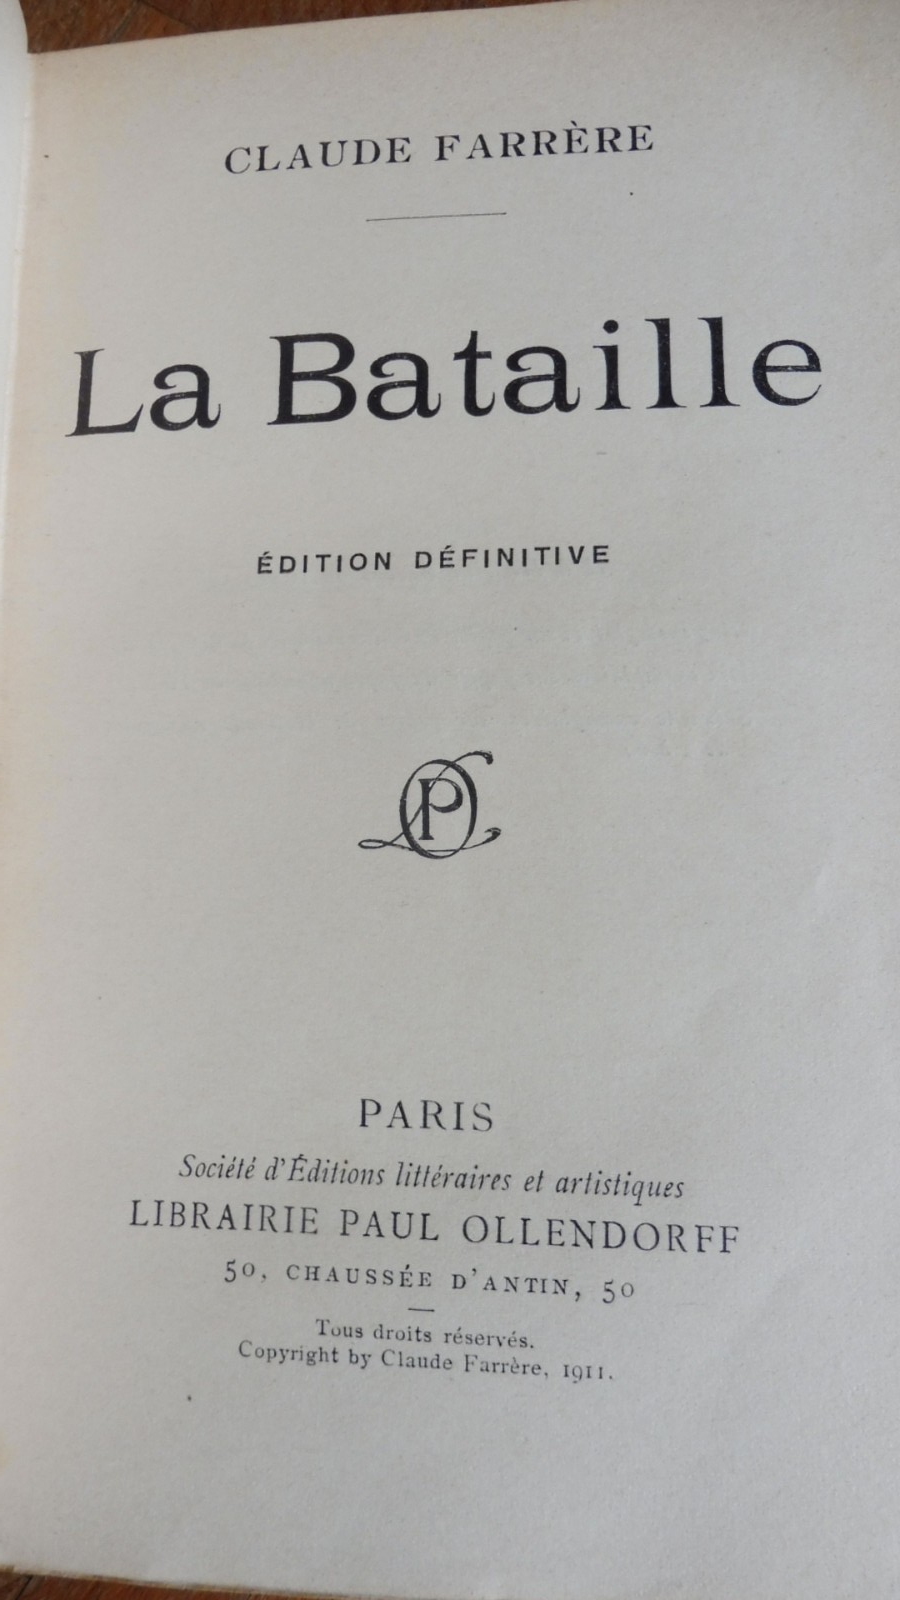 CLAUDE FARRÈRE
La Bataille
ÉDITION DÉFINITIVE
PARIS
Société d'Éditions littéraires et artistiques
LIBRAIRIE PAUL OLLENDORFF
50, CHAUSSÉE D'ANTIN, 50
Tous droits réservés.
Copyright by Claude Farrère, 1911.